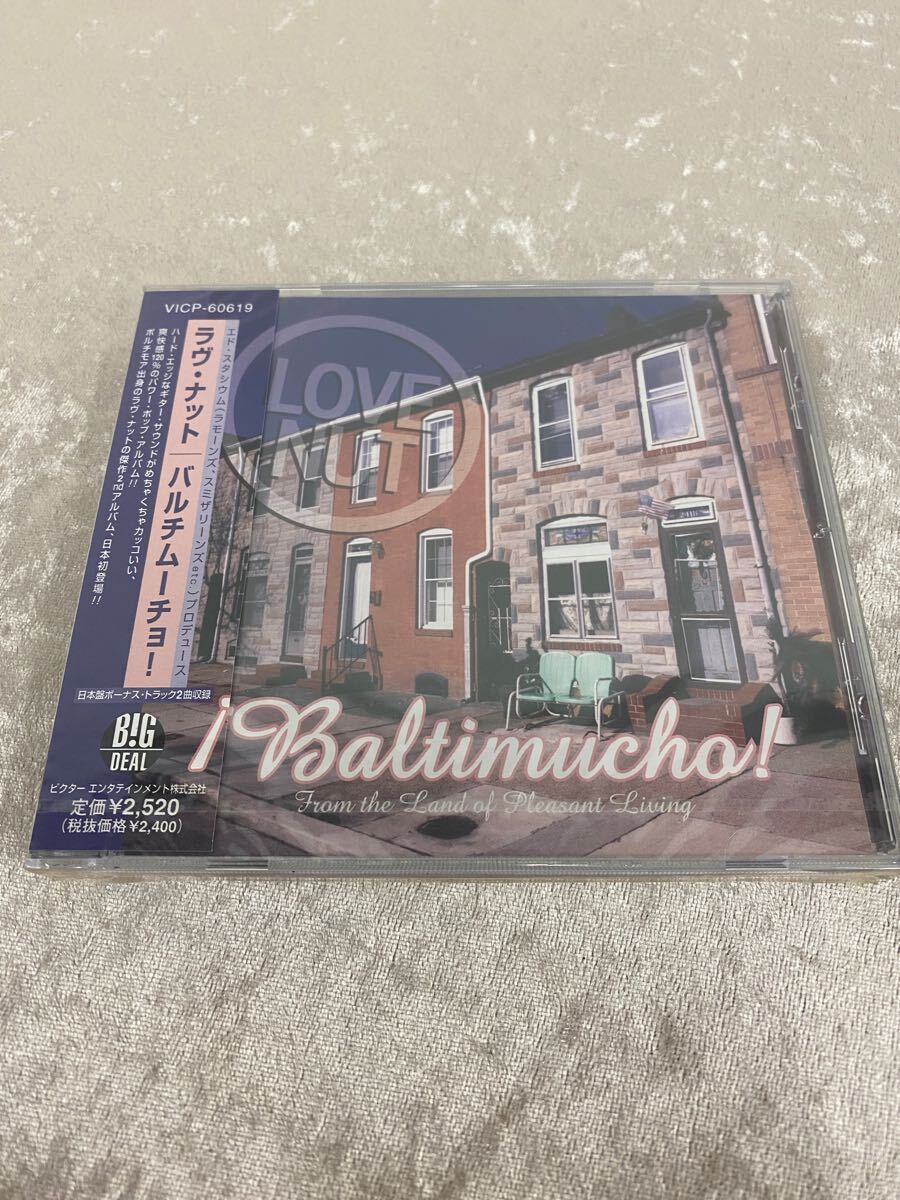 VICP-60619
エド・スタシウム(ラモーンズ、スミザリーンズetc)プロデュース
ラヴ・ナット
バルチムーチョ!
ハード・エッジなギター・サウンドがめちゃくちゃカッコいい、
爽快感120%のパワー・ポップ・アルバム!!
ボルチモア出身のラヴ・ナットの傑作2ndアルバム、日本初登場!!
日本盤ボーナス・トラック2曲収録
B!G
DEAL
ビクター エンタテインメント株式会社
定価¥2,520
(税抜価格¥2,400)
LOVE
NUT
¡Baltimucho!
From the Land of Pleasant Living